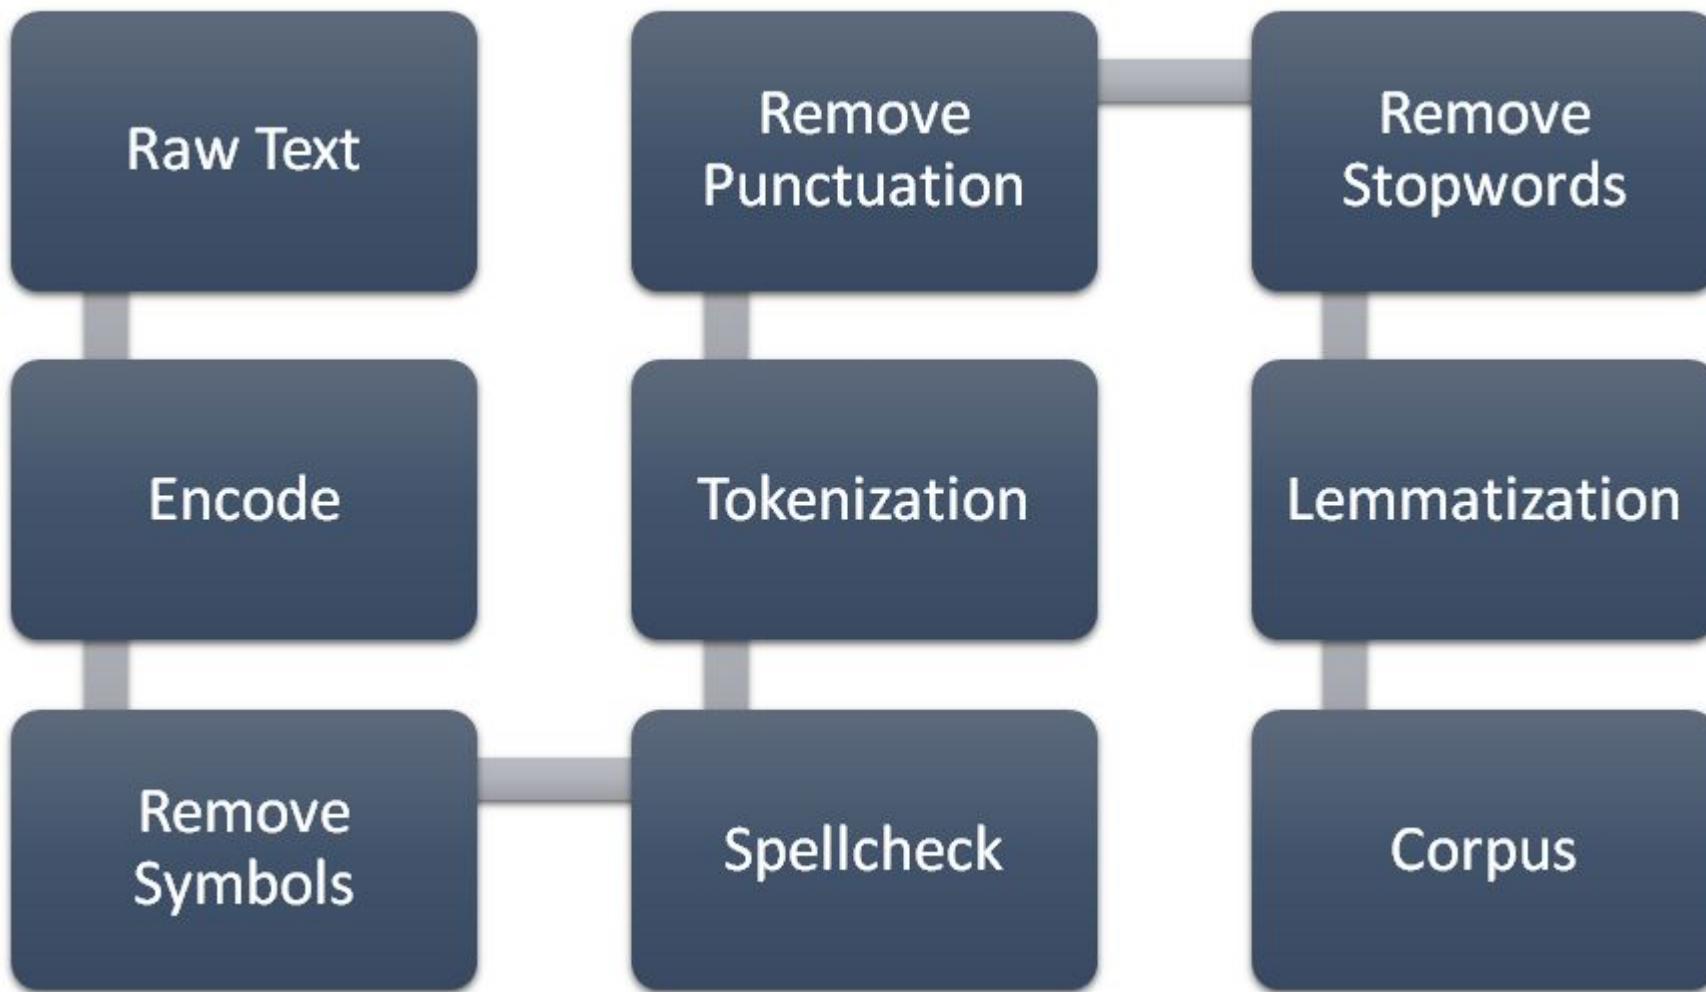 Raw Text
Encode
Remove
Symbols
Spellcheck
Tokenization
Remove
Punctuation
Remove
Stopwords
Lemmatization
Corpus